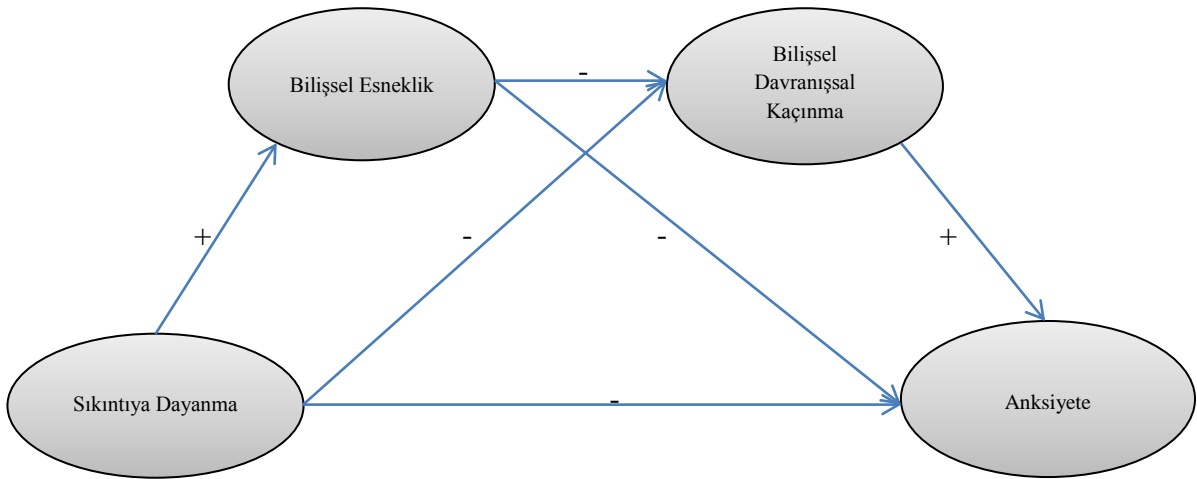 Bilişsel Esneklik
-
Bilişsel
Davranışsal
Kaçınma
+
-
-
+
Sıkıntıya Dayanma
-
Anksiyete